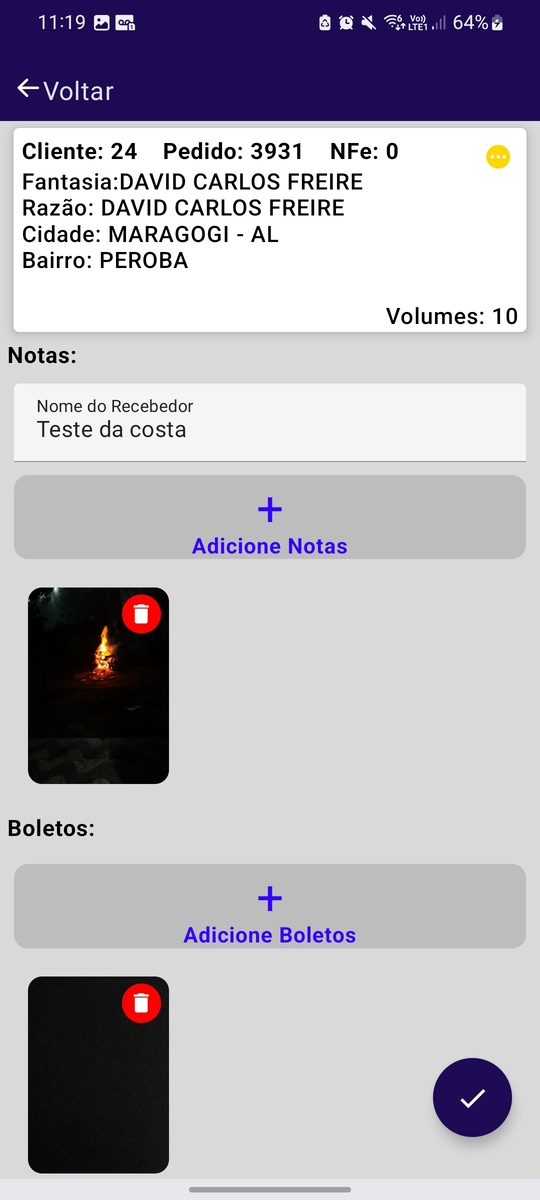 11:19 64%
Voltar
Cliente: 24 Pedido: 3931 NFe: 0
Fantasia:DAVID CARLOS FREIRE
Razão: DAVID CARLOS FREIRE
Cidade: MARAGOGI - AL
Bairro: PEROBA
Volumes: 10
Notas:
Nome do Recebedor
Teste da costa
Adicione Notas
Boletos:
Adicione Boletos